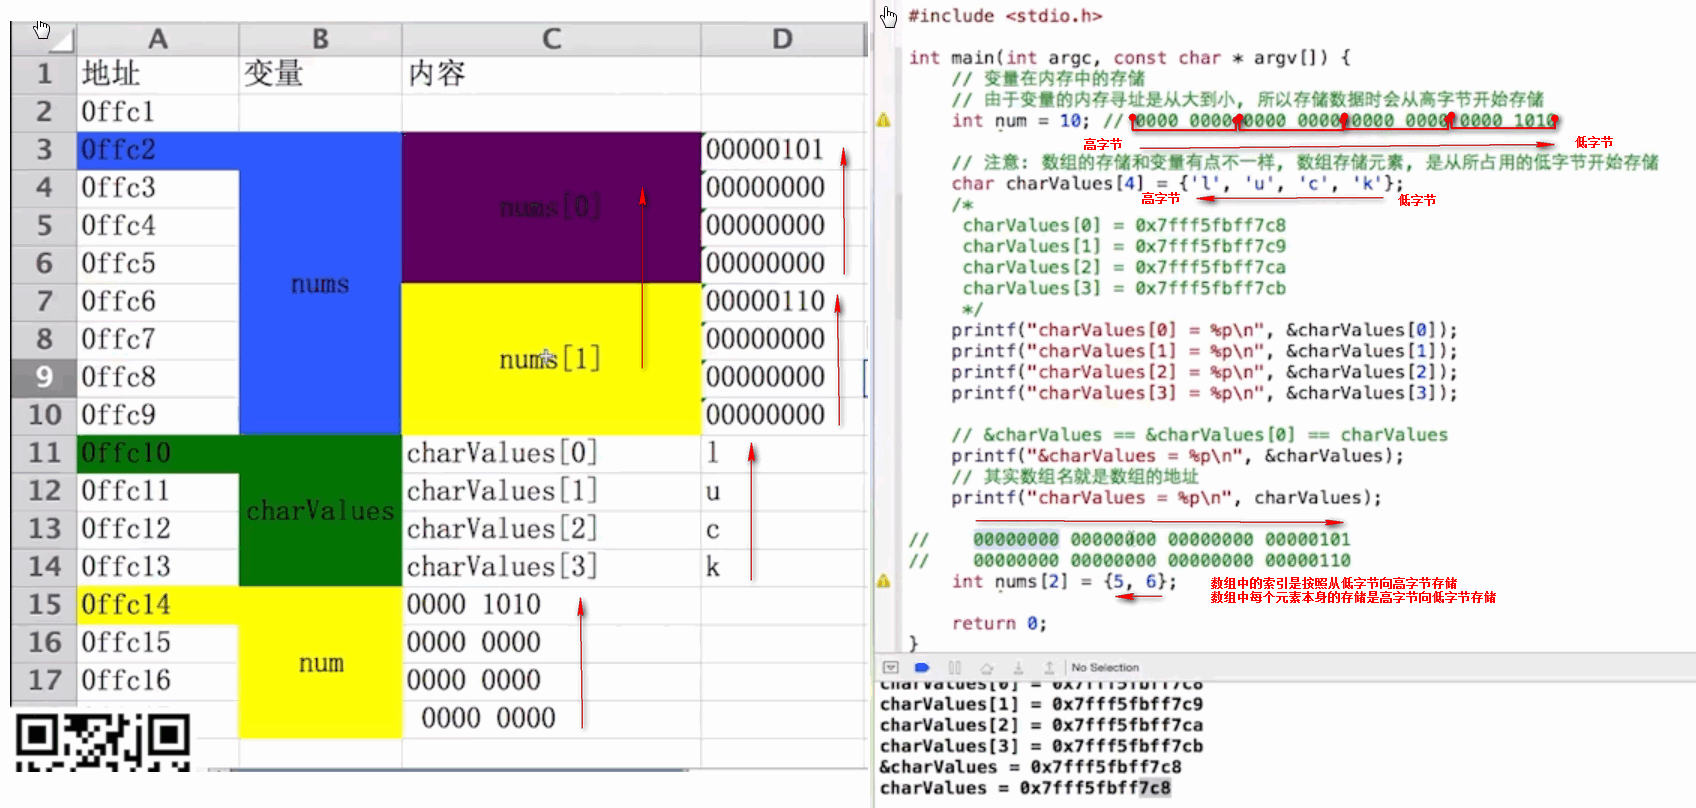 A B C D
1 地址 变量 内容
2 0ffc1
3 0ffc2 00000101
4 0ffc3 00000000
nums[0]
5 0ffc4 00000000
6 0ffc5 00000000
nums
7 0ffc6 00000110
8 0ffc7 00000000
nums[1]
9 0ffc8 00000000
10 0ffc9 00000000
11 0ffc10 charValues[0] l
12 0ffc11 charValues[1] u
charValues
13 0ffc12 charValues[2] c
14 0ffc13 charValues[3] k
15 0ffc14 0000 1010
16 0ffc15 0000 0000
num
17 0ffc16 0000 0000
0000 0000
#include <stdio.h>
int main(int argc, const char * argv[]) {
// 变量在内存中的存储
// 由于变量的内存寻址是从大到小, 所以存储数据时会从高字节开始存储
int num = 10; // 0000 0000 0000 0000 0000 0000 0000 1010
高字节 低字节
// 注意: 数组的存储和变量有点不一样, 数组存储元素, 是从所占用的低字节开始存储
char charValues[4] = {'l', 'u', 'c', 'k'};
高字节 低字节
/*
charValues[0] = 0x7fff5fbff7c8
charValues[1] = 0x7fff5fbff7c9
charValues[2] = 0x7fff5fbff7ca
charValues[3] = 0x7fff5fbff7cb
*/
printf("charValues[0] = %p\n", &charValues[0]);
printf("charValues[1] = %p\n", &charValues[1]);
printf("charValues[2] = %p\n", &charValues[2]);
printf("charValues[3] = %p\n", &charValues[3]);
// &charValues == &charValues[0] == charValues
printf("&charValues = %p\n", &charValues);
// 其实数组名就是数组的地址
printf("charValues = %p\n", charValues);
// 00000000 00000000 00000000 00000101
// 00000000 00000000 00000000 00000110
int nums[2] = {5, 6};
数组中的索引是按照从低字节向高字节存储
数组中每个元素本身的存储是高字节向低字节存储
return 0;
}
No Selection
charValues[0] = 0x7fff5fbff7c8
charValues[1] = 0x7fff5fbff7c9
charValues[2] = 0x7fff5fbff7ca
charValues[3] = 0x7fff5fbff7cb
&charValues = 0x7fff5fbff7c8
charValues = 0x7fff5fbff7c8